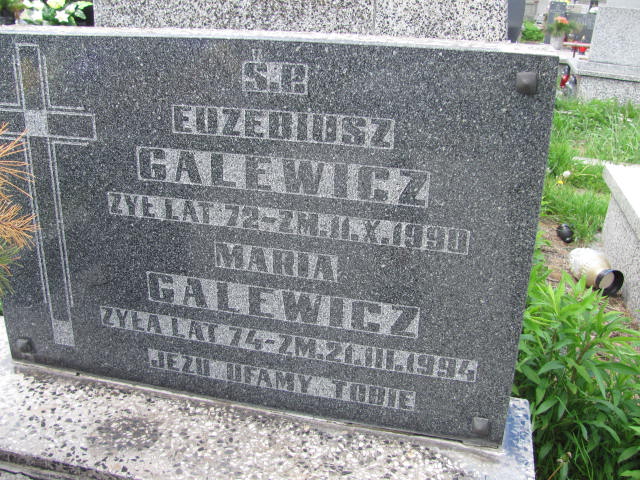 Ś.P.
EUZEBIUSZ
GALEWICZ
ŻYŁ LAT 72-ZM.11.X.1990
MARIA
GALEWICZ
ŻYŁA LAT 74-ZM.21.III.1994
JEZU UFAMY TOBIE